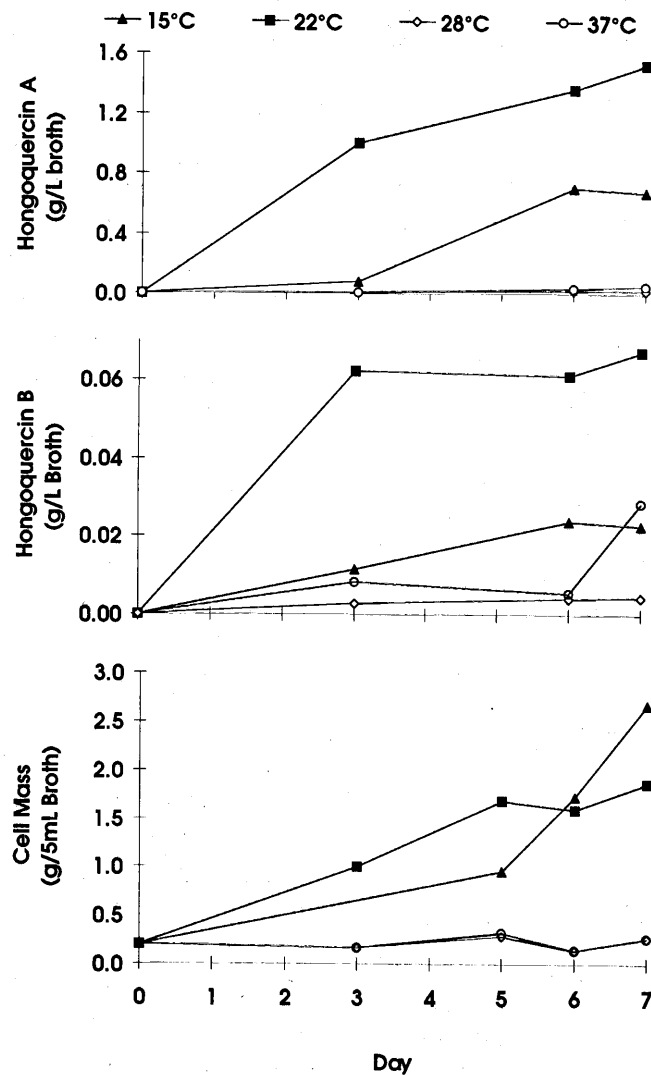 15°C 22°C 28°C 37°C
Hongoquercin A
(g/L broth)
1.6
1.2
0.8
0.4
0.0
Hongoquercin B
(g/L Broth)
0.06
0.04
0.02
0.00
Cell Mass
(g/5mL Broth)
3.0
2.5
2.0
1.5
1.0
0.5
0.0
0 1 2 3 4 5 6 7
Day